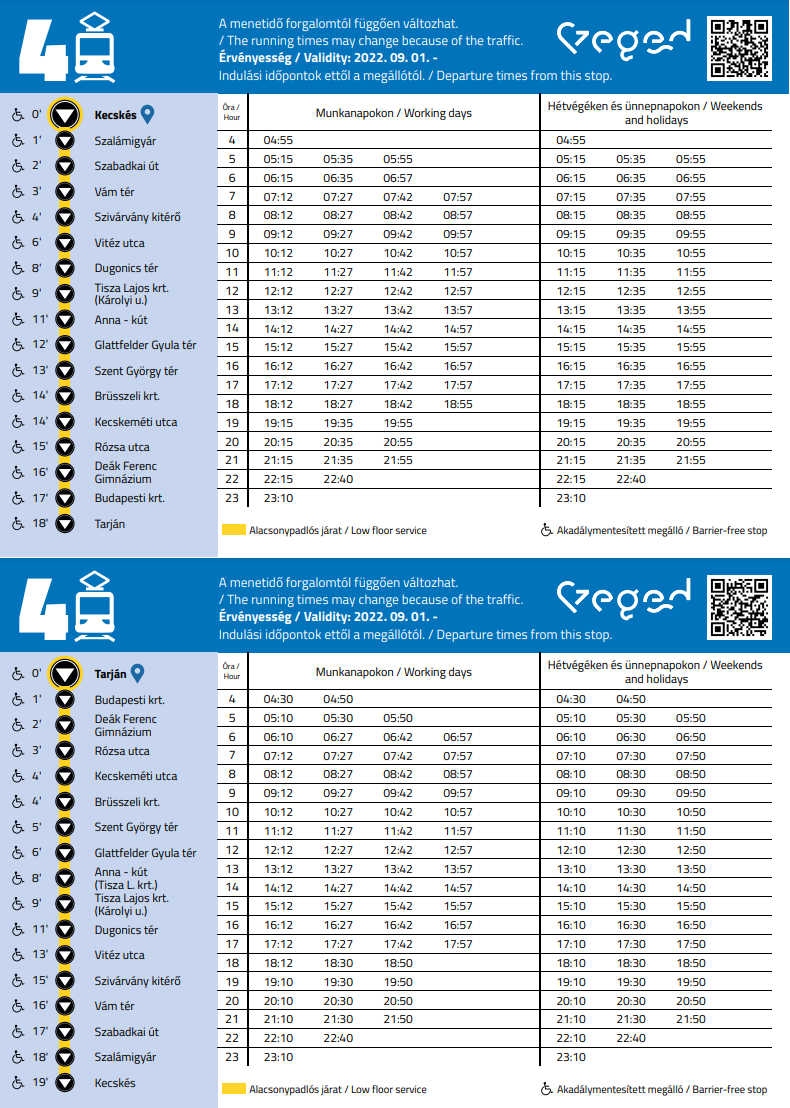 4
A menetidő forgalomtól függően változhat.
/ The running times may change because of the traffic.
Érvényesség / Validity: 2022. 09. 01. -
Indulási időpontok ettől a megállótól. / Departure times from this stop.
Szeged
0' Kecskés
1' Szalámigyár
2' Szabadkai út
3' Vám tér
4' Szivárvány kitérő
6' Vitéz utca
8' Dugonics tér
9' Tisza Lajos krt.
(Károlyi u.)
11' Anna - kút
12' Glattfelder Gyula tér
13' Szent György tér
14' Brüsszeli krt.
14' Kecskeméti utca
15' Rózsa utca
16' Deák Ferenc
Gimnázium
17' Budapesti krt.
18' Tarján
Óra /
Hour
Munkanapokon / Working days
Hétvégéken és ünnepnapokon / Weekends
and holidays
4 04:55 04:55
5 05:15 05:35 05:55 05:15 05:35 05:55
6 06:15 06:35 06:57 06:15 06:35 06:55
7 07:12 07:27 07:42 07:57 07:15 07:35 07:55
8 08:12 08:27 08:42 08:57 08:15 08:35 08:55
9 09:12 09:27 09:42 09:57 09:15 09:35 09:55
10 10:12 10:27 10:42 10:57 10:15 10:35 10:55
11 11:12 11:27 11:42 11:57 11:15 11:35 11:55
12 12:12 12:27 12:42 12:57 12:15 12:35 12:55
13 13:12 13:27 13:42 13:57 13:15 13:35 13:55
14 14:12 14:27 14:42 14:57 14:15 14:35 14:55
15 15:12 15:27 15:42 15:57 15:15 15:35 15:55
16 16:12 16:27 16:42 16:57 16:15 16:35 16:55
17 17:12 17:27 17:42 17:57 17:15 17:35 17:55
18 18:12 18:27 18:42 18:55 18:15 18:35 18:55
19 19:15 19:35 19:55 19:15 19:35 19:55
20 20:15 20:35 20:55 20:15 20:35 20:55
21 21:15 21:35 21:55 21:15 21:35 21:55
22 22:15 22:40 22:15 22:40
23 23:10 23:10
Alacsonypadlós járat / Low floor service
Akadálymentesített megálló / Barrier-free stop
4
A menetidő forgalomtól függően változhat.
/ The running times may change because of the traffic.
Érvényesség / Validity: 2022. 09. 01. -
Indulási időpontok ettől a megállótól. / Departure times from this stop.
Szeged
0' Tarján
1' Budapesti krt.
2' Deák Ferenc
Gimnázium
3' Rózsa utca
4' Kecskeméti utca
4' Brüsszeli krt.
5' Szent György tér
6' Glattfelder Gyula tér
8' Anna - kút
(Tisza L. krt.)
9' Tisza Lajos krt.
(Károlyi u.)
11' Dugonics tér
13' Vitéz utca
15' Szivárvány kitérő
16' Vám tér
17' Szabadkai út
18' Szalámigyár
19' Kecskés
Óra /
Hour
Munkanapokon / Working days
Hétvégéken és ünnepnapokon / Weekends
and holidays
4 04:30 04:50 04:30 04:50
5 05:10 05:30 05:50 05:10 05:30 05:50
6 06:10 06:27 06:42 06:57 06:10 06:30 06:50
7 07:12 07:27 07:42 07:57 07:10 07:30 07:50
8 08:12 08:27 08:42 08:57 08:10 08:30 08:50
9 09:12 09:27 09:42 09:57 09:10 09:30 09:50
10 10:12 10:27 10:42 10:57 10:10 10:30 10:50
11 11:12 11:27 11:42 11:57 11:10 11:30 11:50
12 12:12 12:27 12:42 12:57 12:10 12:30 12:50
13 13:12 13:27 13:42 13:57 13:10 13:30 13:50
14 14:12 14:27 14:42 14:57 14:10 14:30 14:50
15 15:12 15:27 15:42 15:57 15:10 15:30 15:50
16 16:12 16:27 16:42 16:57 16:10 16:30 16:50
17 17:12 17:27 17:42 17:57 17:10 17:30 17:50
18 18:12 18:30 18:50 18:10 18:30 18:50
19 19:10 19:30 19:50 19:10 19:30 19:50
20 20:10 20:30 20:50 20:10 20:30 20:50
21 21:10 21:30 21:50 21:10 21:30 21:50
22 22:10 22:40 22:10 22:40
23 23:10 23:10
Alacsonypadlós járat / Low floor service
Akadálymentesített megálló / Barrier-free stop